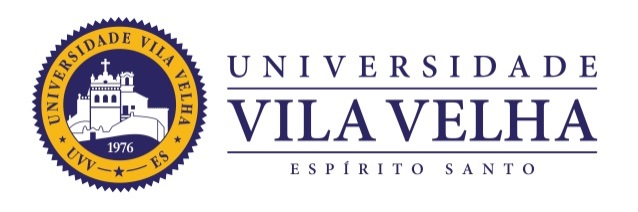 UNIVERSIDADE VILA VELHA
1976
UVV — ★ — ES
UNIVERSIDADE
VILA VELHA
ESPÍRITO SANTO